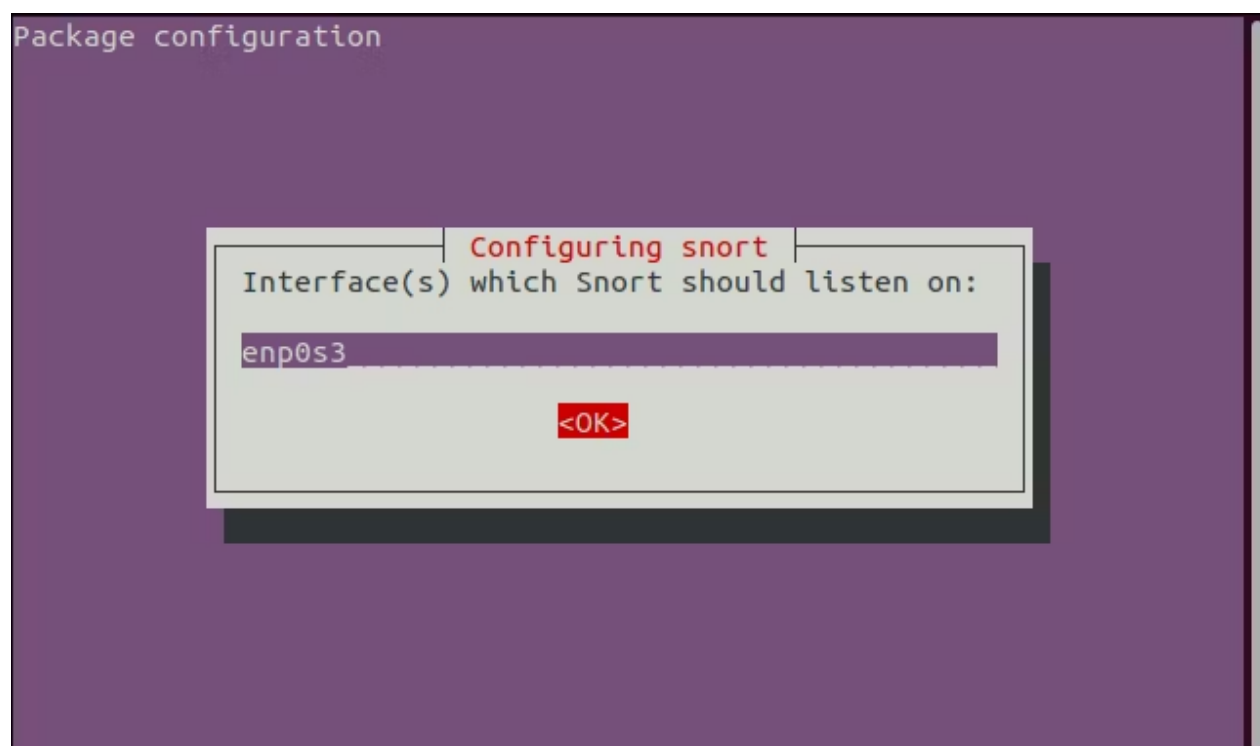 Package configuration
Configuring snort
Interface(s) which Snort should listen on:
enp0s3
<OK>